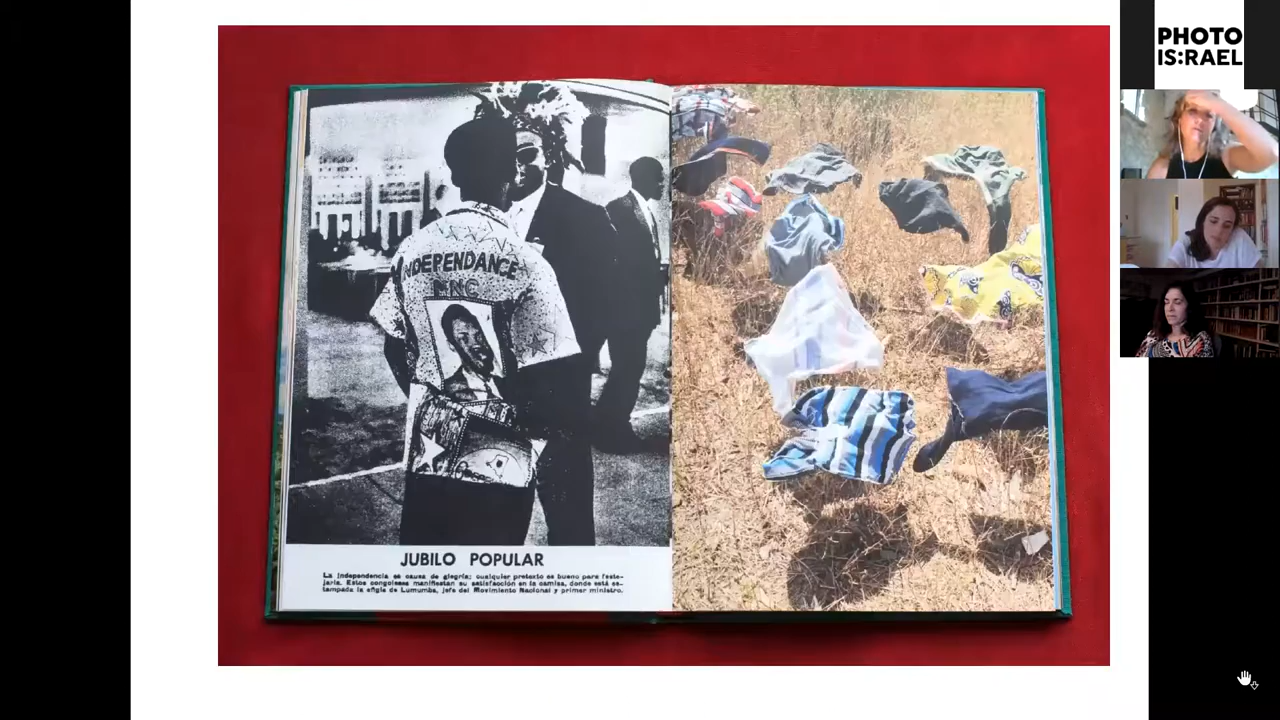 PHOTO
IS:RAEL
INDEPENDANCE
MNC
JUBILO POPULAR
La independencia es causa de alegría; cualquier pretexto es bueno para feste-
jarla. Estos congoleses manifiestan su satisfacción en la camisa, donde está es-
tampada la efigie de Lumumba, jefe del Movimiento Nacional y primer ministro.